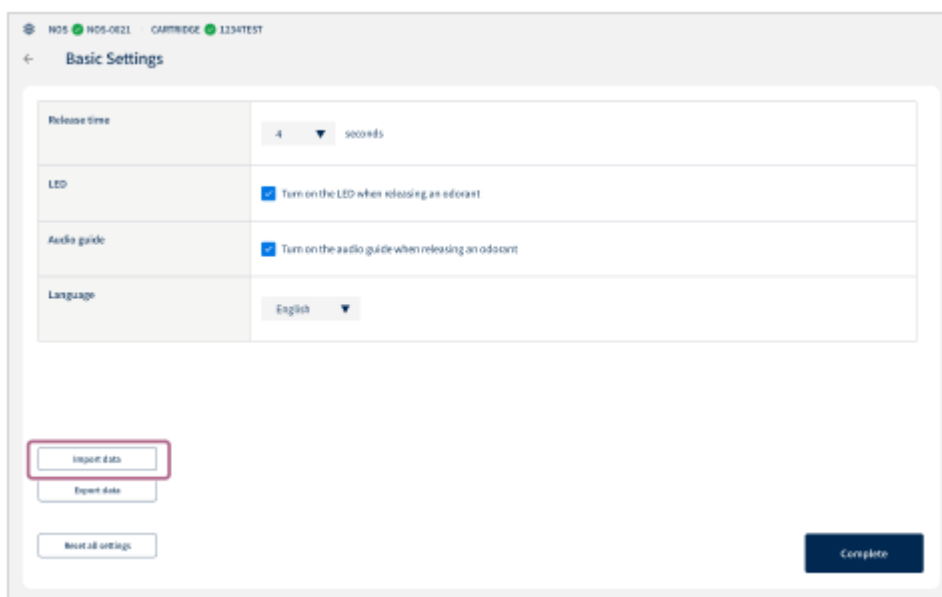 NOS NOS-0021 CARTRIDGE 1234TEST
← Basic Settings
Release time
4 ▼ seconds
LED
Turn on the LED when releasing an odorant
Audio guide
Turn on the audio guide when releasing an odorant
Language
English ▼
Import data
Export data
Reset all settings
Complete